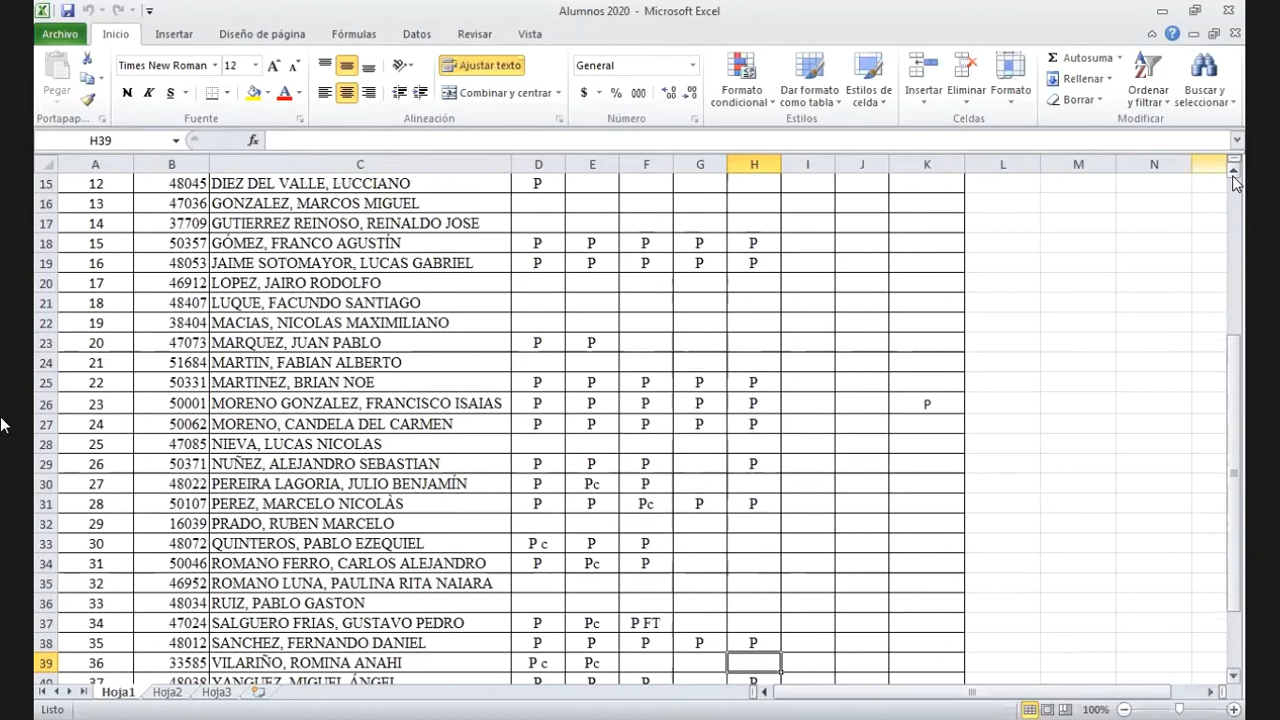 Alumnos 2020 - Microsoft Excel
Archivo Inicio Insertar Diseño de página Fórmulas Datos Revisar Vista
Pegar
Times New Roman 12
N K S
Ajustar texto
Combinar y centrar
General
$ % 000
Formato condicional
Dar formato como tabla
Estilos de celda
Insertar Eliminar Formato
Σ Autosuma
Rellenar
Borrar
Ordenar y filtrar
Buscar y seleccionar
Portapap... Fuente Alineación Número Estilos Celdas Modificar
H39 fx
A B C D E F G H I J K L M N
15 12 48045 DIEZ DEL VALLE, LUCCIANO P
16 13 47036 GONZALEZ, MARCOS MIGUEL
17 14 37709 GUTIERREZ REINOSO, REINALDO JOSE
18 15 50357 GÓMEZ, FRANCO AGUSTÍN P P P P P
19 16 48053 JAIME SOTOMAYOR, LUCAS GABRIEL P P P P P
20 17 46912 LOPEZ, JAIRO RODOLFO
21 18 48407 LUQUE, FACUNDO SANTIAGO
22 19 38404 MACIAS, NICOLAS MAXIMILIANO
23 20 47073 MARQUEZ, JUAN PABLO P P
24 21 51684 MARTIN, FABIAN ALBERTO
25 22 50331 MARTINEZ, BRIAN NOE P P P P P
26 23 50001 MORENO GONZALEZ, FRANCISCO ISAIAS P P P P P P
27 24 50062 MORENO, CANDELA DEL CARMEN P P P P P
28 25 47085 NIEVA, LUCAS NICOLAS
29 26 50371 NUÑEZ, ALEJANDRO SEBASTIAN P P P P
30 27 48022 PEREIRA LAGORIA, JULIO BENJAMÍN P Pc P
31 28 50107 PEREZ, MARCELO NICOLÀS P P Pc P P
32 29 16039 PRADO, RUBEN MARCELO
33 30 48072 QUINTEROS, PABLO EZEQUIEL P c P P
34 31 50046 ROMANO FERRO, CARLOS ALEJANDRO P Pc P
35 32 46952 ROMANO LUNA, PAULINA RITA NAIARA
36 33 48034 RUIZ, PABLO GASTON
37 34 47024 SALGUERO FRIAS, GUSTAVO PEDRO P Pc P FT
38 35 48012 SANCHEZ, FERNANDO DANIEL P P P P P
39 36 33585 VILARIÑO, ROMINA ANAHI P c Pc
40 48038 YANGUEZ, MIGUEL ÁNGEL P P P P
Hoja1 Hoja2 Hoja3
Listo 100%